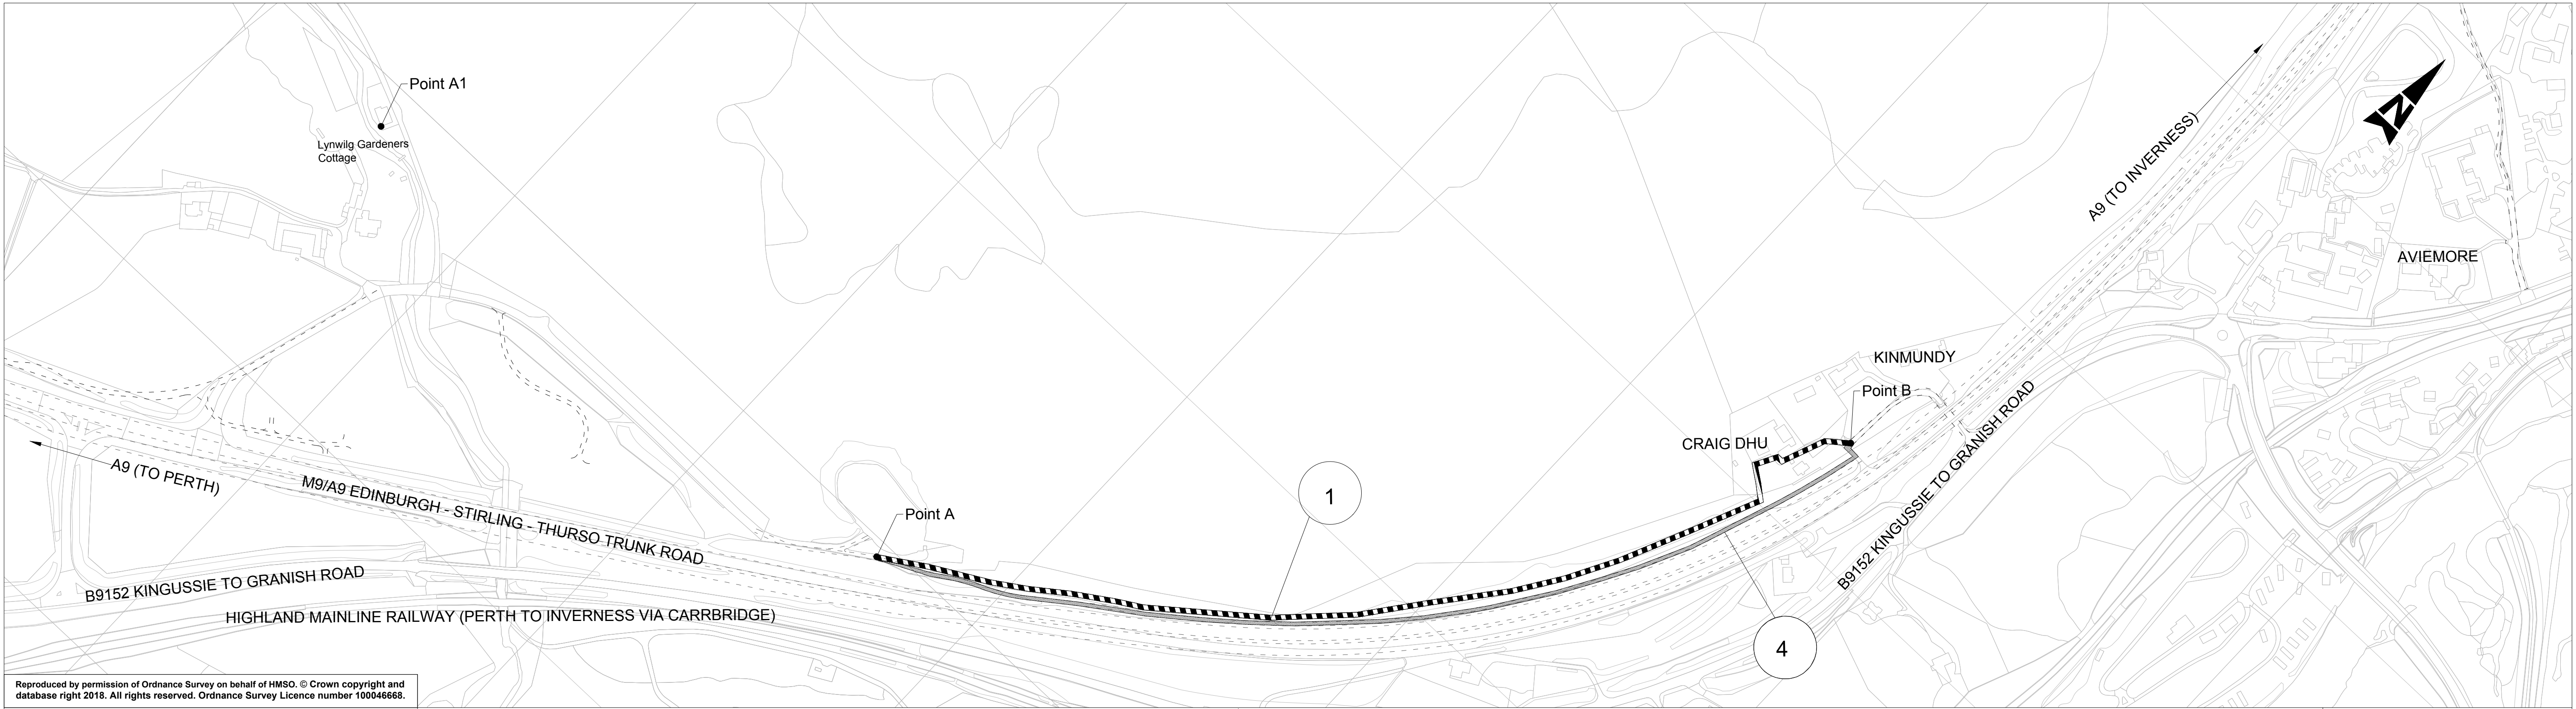 Point A1
Lynwilg Gardeners
Cottage
A9 (TO INVERNESS)
N
AVIEMORE
KINMUNDY
Point B
CRAIG DHU
A9 (TO PERTH)
M9/A9 EDINBURGH - STIRLING - THURSO TRUNK ROAD
Point A
1
B9152 KINGUSSIE TO GRANISH ROAD
B9152 KINGUSSIE TO GRANISH ROAD
HIGHLAND MAINLINE RAILWAY (PERTH TO INVERNESS VIA CARRBRIDGE)
4
Reproduced by permission of Ordnance Survey on behalf of HMSO. © Crown copyright and
database right 2018. All rights reserved. Ordnance Survey Licence number 100046668.